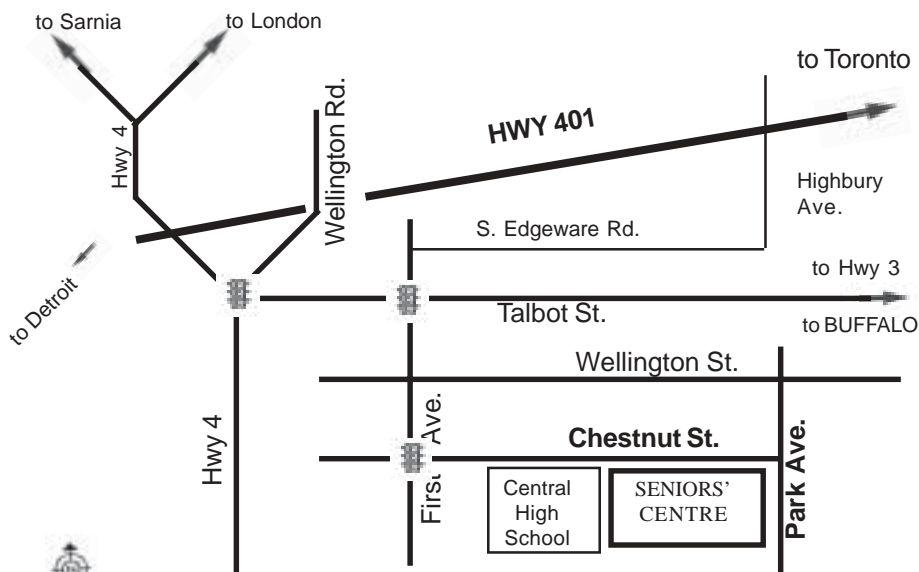 to Sarnia
to London
to Toronto
Hwy 4
Wellington Rd.
HWY 401
Highbury
Ave.
S. Edgeware Rd.
to Detroit
to Hwy 3
Talbot St.
to BUFFALO
Wellington St.
Hwy 4
First Ave.
Chestnut St.
Park Ave.
Central
High
School
SENIORS'
CENTRE